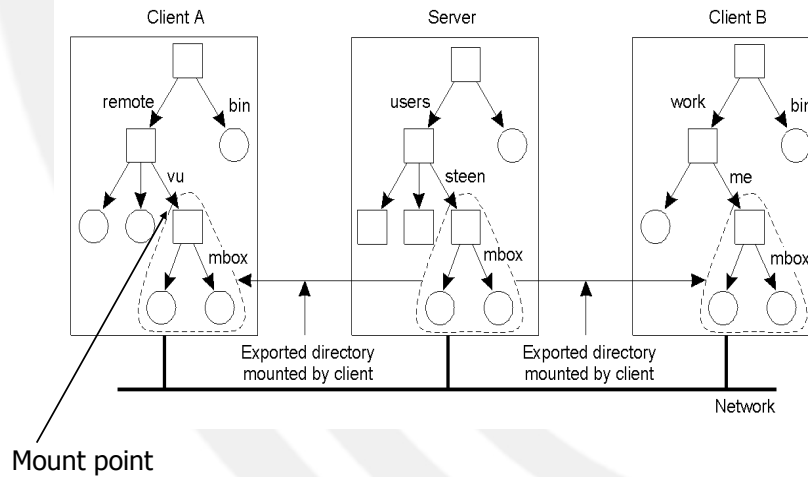 Client A
Server
Client B
remote
bin
users
work
bin
vu
steen
me
mbox
mbox
mbox
Exported directory
mounted by client
Exported directory
mounted by client
Network
Mount point